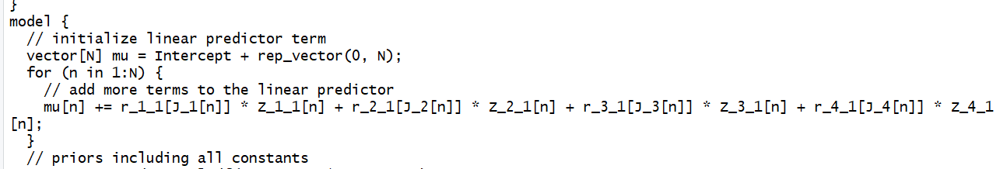 }
model {
  // initialize linear predictor term
  vector[N] mu = Intercept + rep_vector(0, N);
  for (n in 1:N) {
    // add more terms to the linear predictor
    mu[n] += r_1_1[J_1[n]] * Z_1_1[n] + r_2_1[J_2[n]] * Z_2_1[n] + r_3_1[J_3[n]] * Z_3_1[n] + r_4_1[J_4[n]] * Z_4_1
[n];
  }
  // priors including all constants